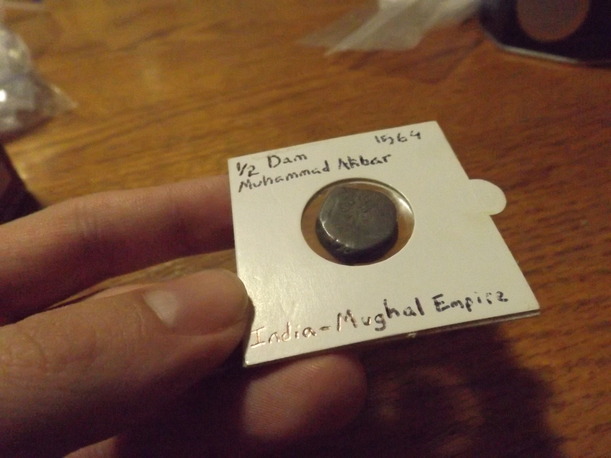 1/2 Dam 1564
Muhammad Akbar
India-Mughal Empire